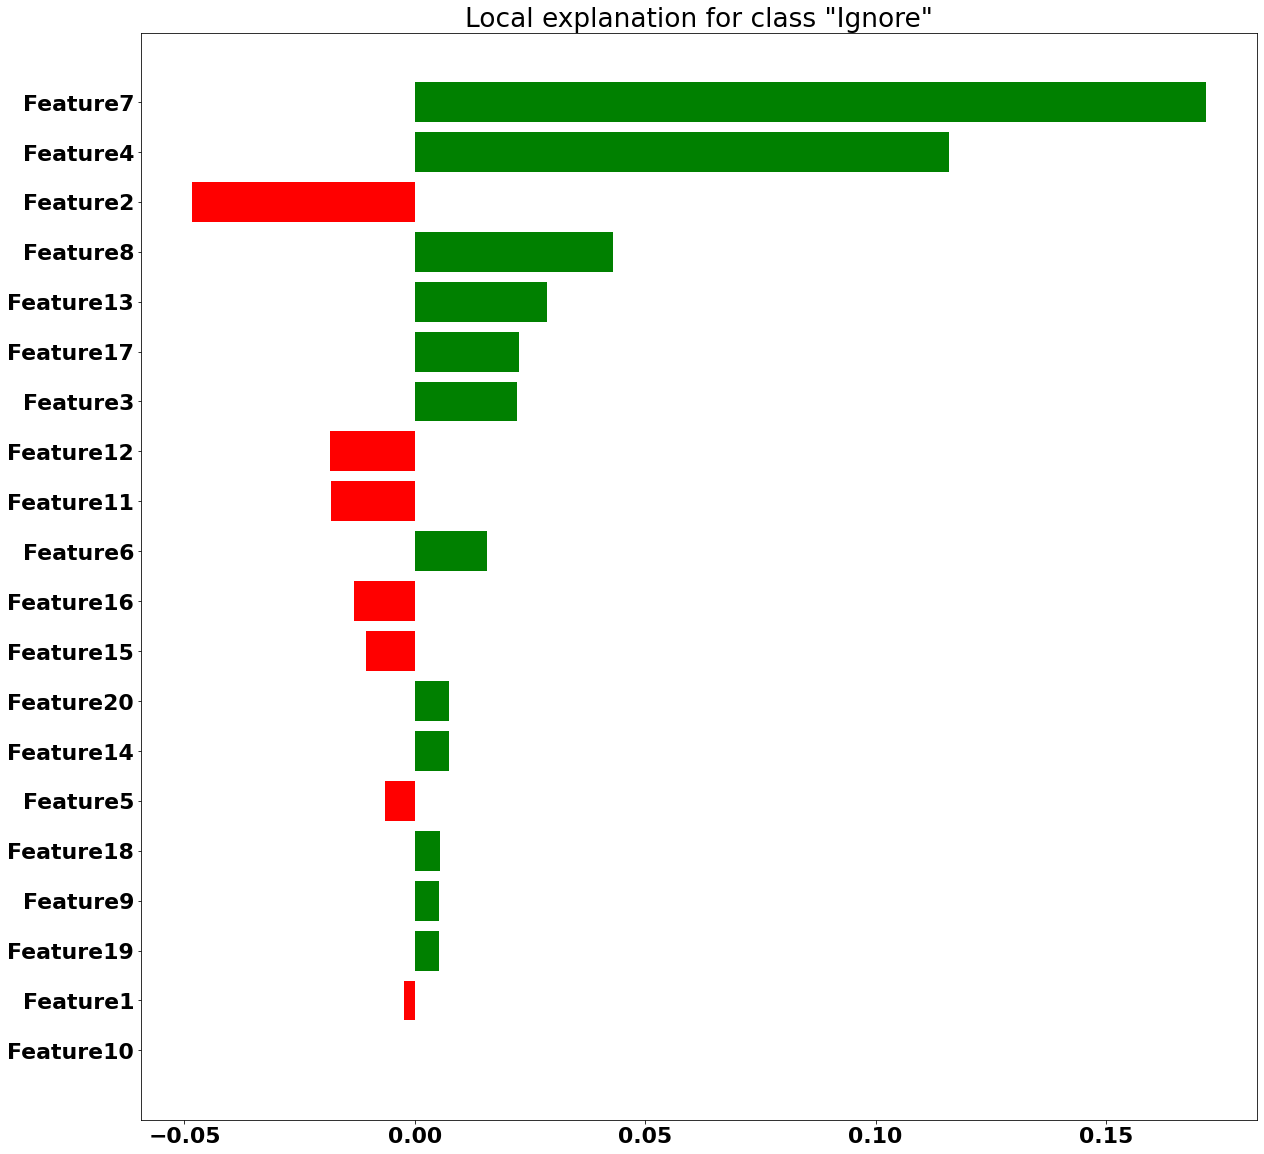 Local explanation for class "Ignore"
Feature7
Feature4
Feature2
Feature8
Feature13
Feature17
Feature3
Feature12
Feature11
Feature6
Feature16
Feature15
Feature20
Feature14
Feature5
Feature18
Feature9
Feature19
Feature1
Feature10
−0.05 0.00 0.05 0.10 0.15